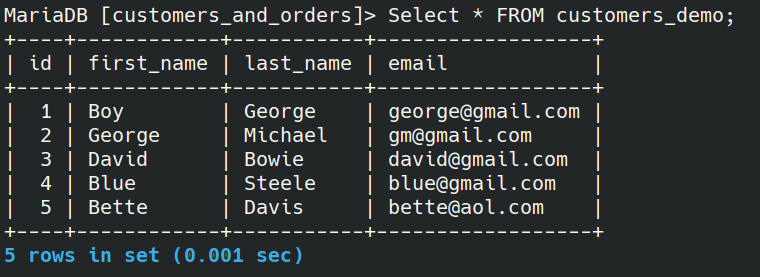 MariaDB [customers_and_orders]> Select * FROM customers_demo;
+----+------------+-----------+------------------+
| id | first_name | last_name | email            |
+----+------------+-----------+------------------+
|  1 | Boy        | George    | george@gmail.com |
|  2 | George     | Michael   | gm@gmail.com     |
|  3 | David      | Bowie     | david@gmail.com  |
|  4 | Blue       | Steele    | blue@gmail.com   |
|  5 | Bette      | Davis     | bette@aol.com    |
+----+------------+-----------+------------------+
5 rows in set (0.001 sec)